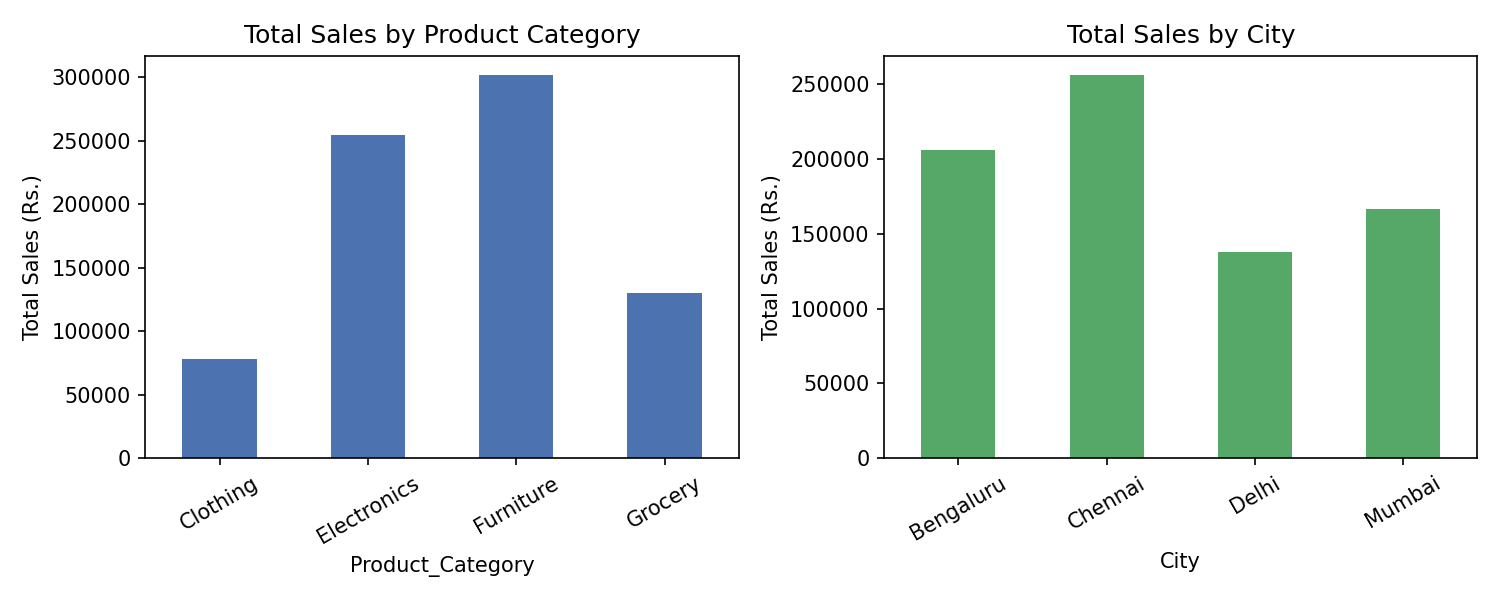 Total Sales by Product Category
Total Sales (Rs.)
300000
250000
200000
150000
100000
50000
0
Clothing
Electronics
Furniture
Grocery
Product_Category
Total Sales by City
Total Sales (Rs.)
250000
200000
150000
100000
50000
0
Bengaluru
Chennai
Delhi
Mumbai
City